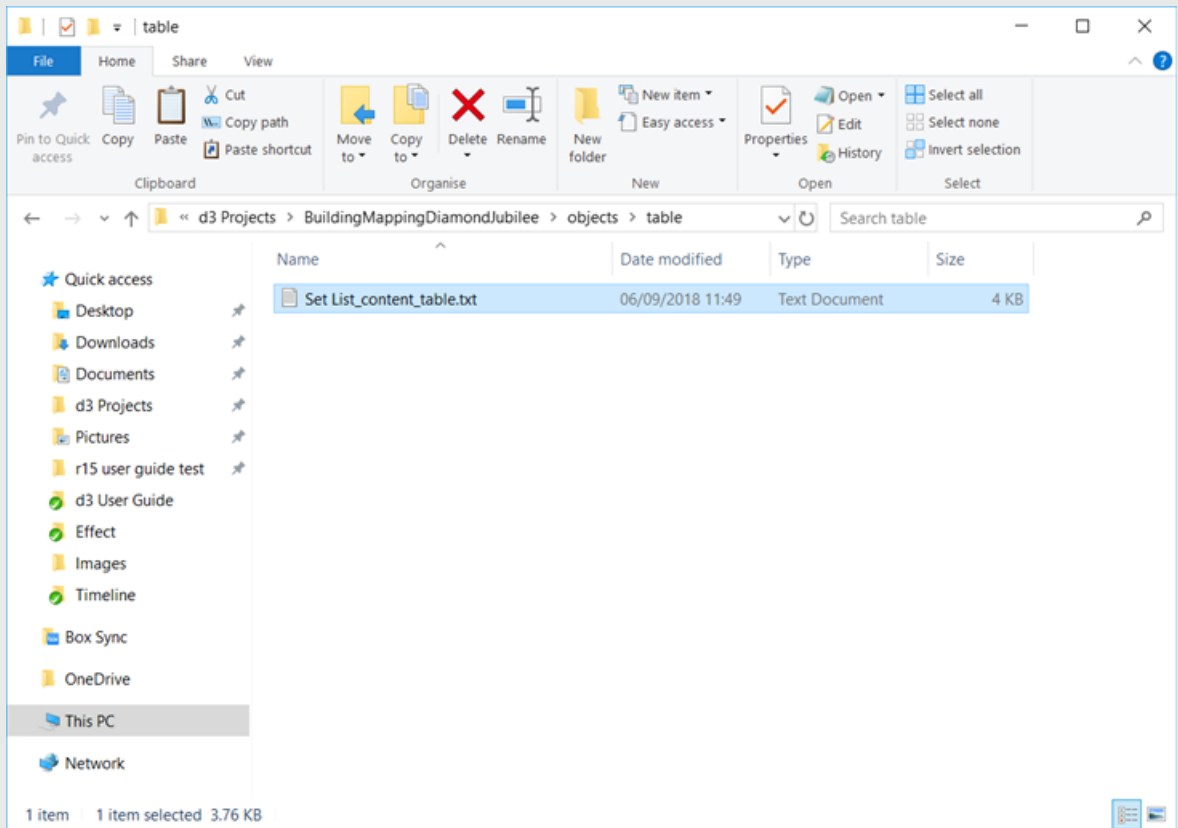 table
File Home Share View
Pin to Quick access
Copy
Paste
Cut
Copy path
Paste shortcut
Clipboard
Move to
Copy to
Delete
Rename
Organise
New folder
New item
Easy access
New
Properties
Open
Edit
History
Open
Select all
Select none
Invert selection
Select
« d3 Projects > BuildingMappingDiamondJubilee > objects > table
Search table
Name Date modified Type Size
Set List_content_table.txt 06/09/2018 11:49 Text Document 4 KB
Quick access
Desktop
Downloads
Documents
d3 Projects
Pictures
r15 user guide test
d3 User Guide
Effect
Images
Timeline
Box Sync
OneDrive
This PC
Network
1 item 1 item selected 3.76 KB